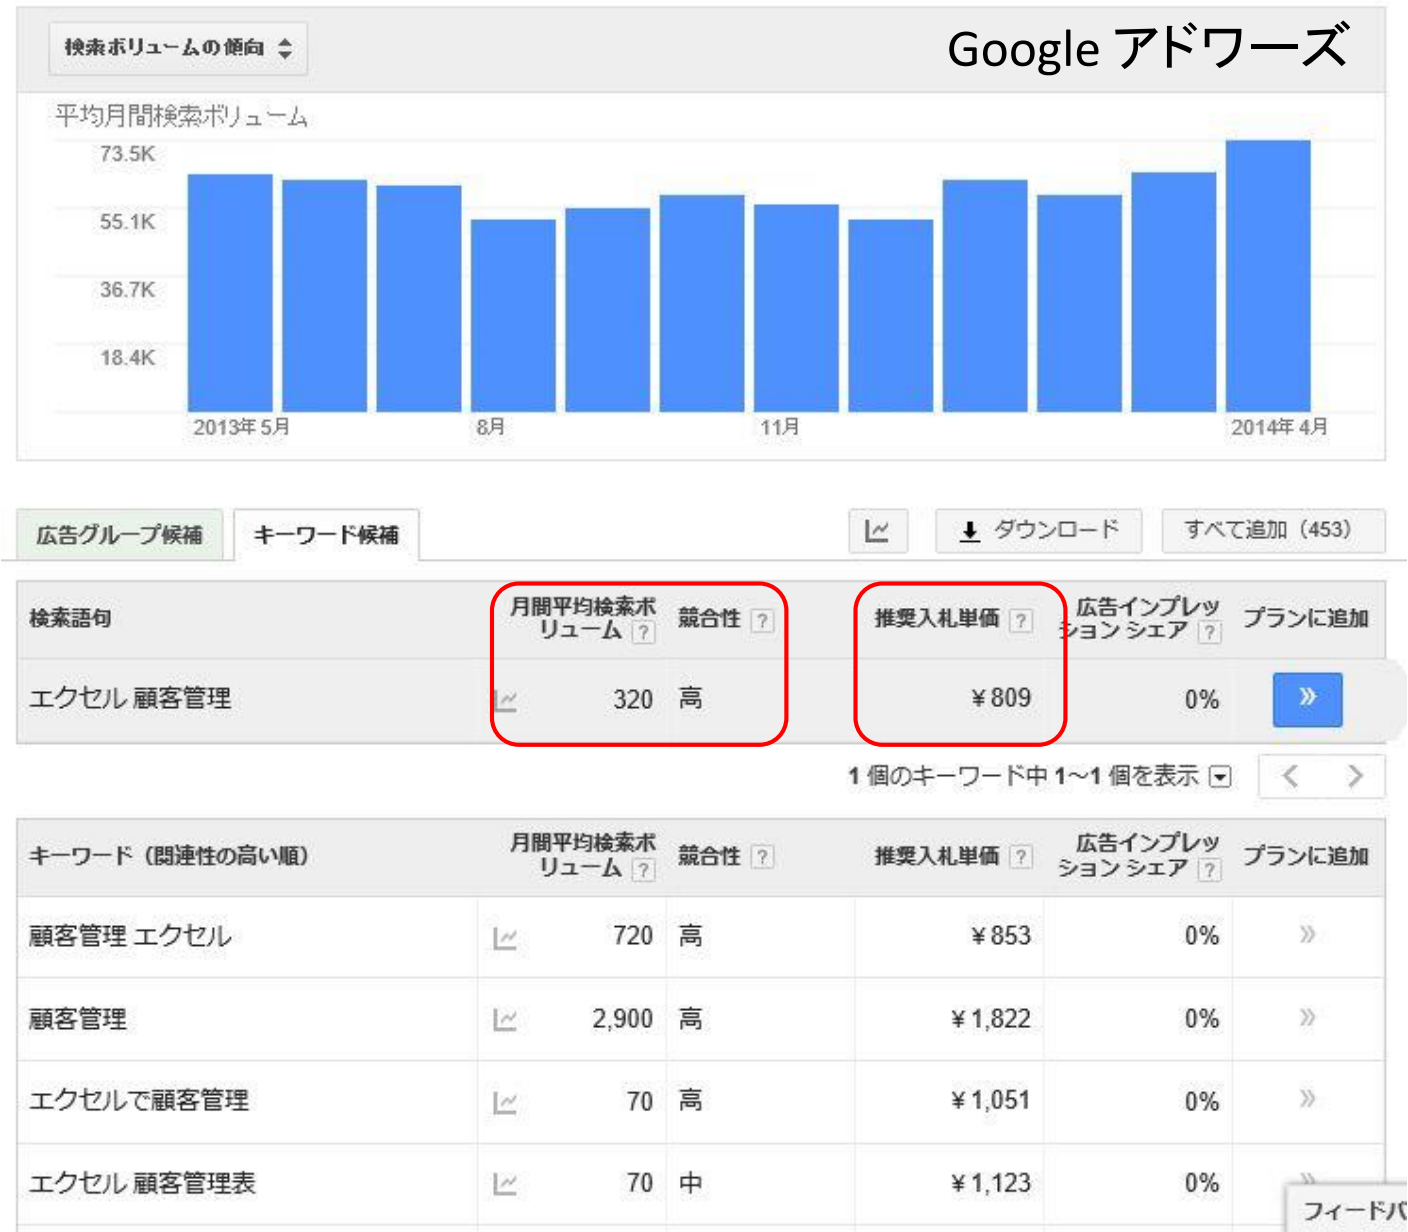 検索ボリュームの傾向
Google アドワーズ
平均月間検索ボリューム
73.5K
55.1K
36.7K
18.4K
2013年 5月
8月
11月
2014年 4月
広告グループ候補
キーワード候補
ダウンロード
すべて追加 (453)
検索語句
月間平均検索ボ
リューム ?
競合性 ?
推奨入札単価 ?
広告インプレッ
ション シェア ?
プランに追加
エクセル 顧客管理
320
高
¥809
0%
»
1 個のキーワード中 1～1 個を表示
キーワード（関連性の高い順）
月間平均検索ボ
リューム ?
競合性 ?
推奨入札単価 ?
広告インプレッ
ション シェア ?
プランに追加
顧客管理 エクセル
720
高
¥853
0%
»
顧客管理
2,900
高
¥1,822
0%
»
エクセルで顧客管理
70
高
¥1,051
0%
»
エクセル 顧客管理表
70
中
¥1,123
0%